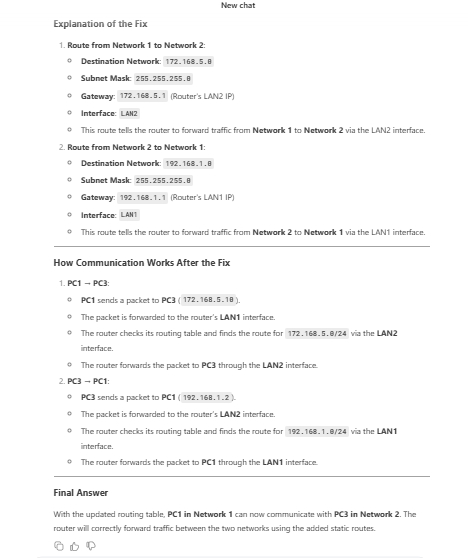 New chat
Explanation of the Fix
1. Route from Network 1 to Network 2:
Destination Network: 172.168.5.0
Subnet Mask: 255.255.255.0
Gateway: 172.168.5.1 (Router's LAN2 IP)
Interface: LAN2
This route tells the router to forward traffic from Network 1 to Network 2 via the LAN2 interface.
2. Route from Network 2 to Network 1:
Destination Network: 192.168.1.0
Subnet Mask: 255.255.255.0
Gateway: 192.168.1.1 (Router's LAN1 IP)
Interface: LAN1
This route tells the router to forward traffic from Network 2 to Network 1 via the LAN1 interface.
How Communication Works After the Fix
1. PC1 → PC3:
PC1 sends a packet to PC3 ( 172.168.5.10 ).
The packet is forwarded to the router's LAN1 interface.
The router checks its routing table and finds the route for 172.168.5.0/24 via the LAN2
interface.
The router forwards the packet to PC3 through the LAN2 interface.
2. PC3 → PC1:
PC3 sends a packet to PC1 ( 192.168.1.2 ).
The packet is forwarded to the router's LAN2 interface.
The router checks its routing table and finds the route for 192.168.1.0/24 via the LAN1
interface.
The router forwards the packet to PC1 through the LAN1 interface.
Final Answer
With the updated routing table, PC1 in Network 1 can now communicate with PC3 in Network 2. The
router will correctly forward traffic between the two networks using the added static routes.